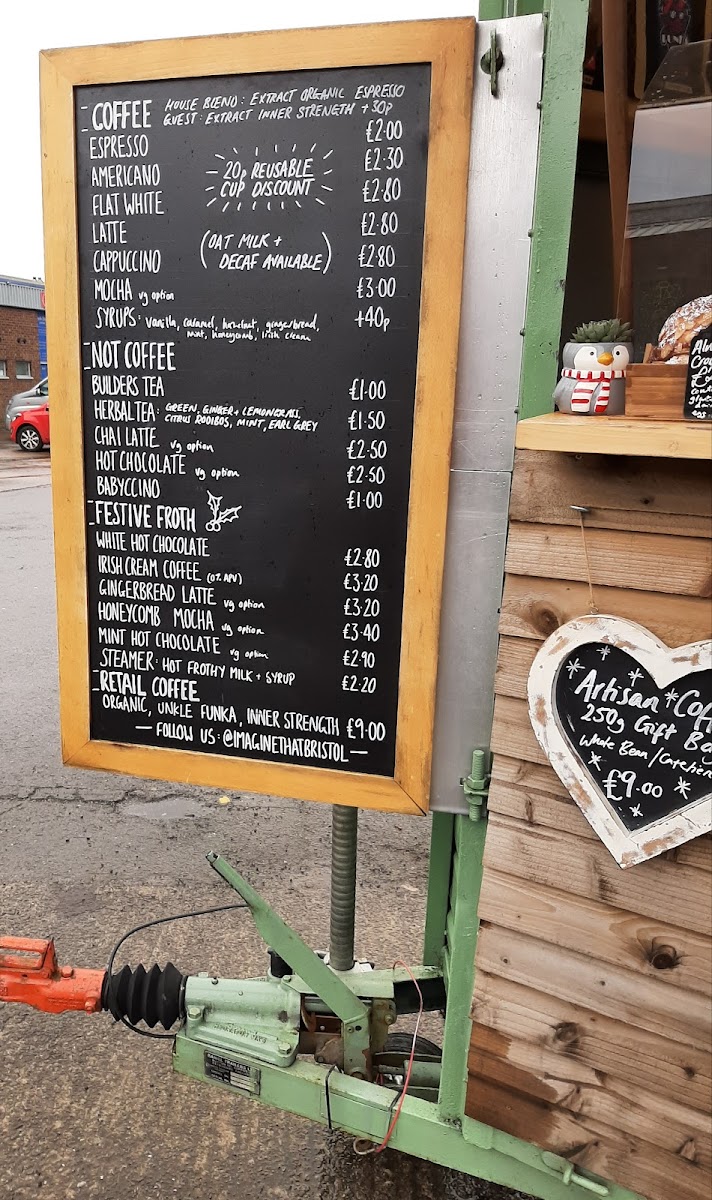 COFFEE HOUSE BLEND: EXTRACT ORGANIC ESPRESSO
GUEST: EXTRACT INNER STRENGTH +30p
ESPRESSO £2.00
AMERICANO £2.30
FLAT WHITE £2.80
LATTE £2.80
CAPPUCCINO £2.80
MOCHA vg option £3.00
SYRUPS: vanilla, caramel, hazelnut, gingerbread, +40p
mint, honeycomb, irish cream
20p REUSABLE
CUP DISCOUNT
(OAT MILK +
DECAF AVAILABLE)
NOT COFFEE
BUILDERS TEA £1.00
HERBAL TEA: GREEN, GINGER + LEMONGRASS, £1.50
CITRUS ROOIBOS, MINT, EARL GREY
CHAI LATTE vg option £2.50
HOT CHOCOLATE vg option £2.50
BABYCCINO £1.00
FESTIVE FROTH
WHITE HOT CHOCOLATE £2.80
IRISH CREAM COFFEE (0% ABV) £3.20
GINGERBREAD LATTE vg option £3.20
HONEYCOMB MOCHA vg option £3.40
MINT HOT CHOCOLATE vg option £2.90
STEAMER: HOT FROTHY MILK + SYRUP £2.20
RETAIL COFFEE
ORGANIC, UNKLE FUNKA, INNER STRENGTH £9.00
— FOLLOW US: @IMAGINETHATBRISTOL —
Artisan Coff
250g Gift Ba
Whole Bean/Cafetiere
£9.00